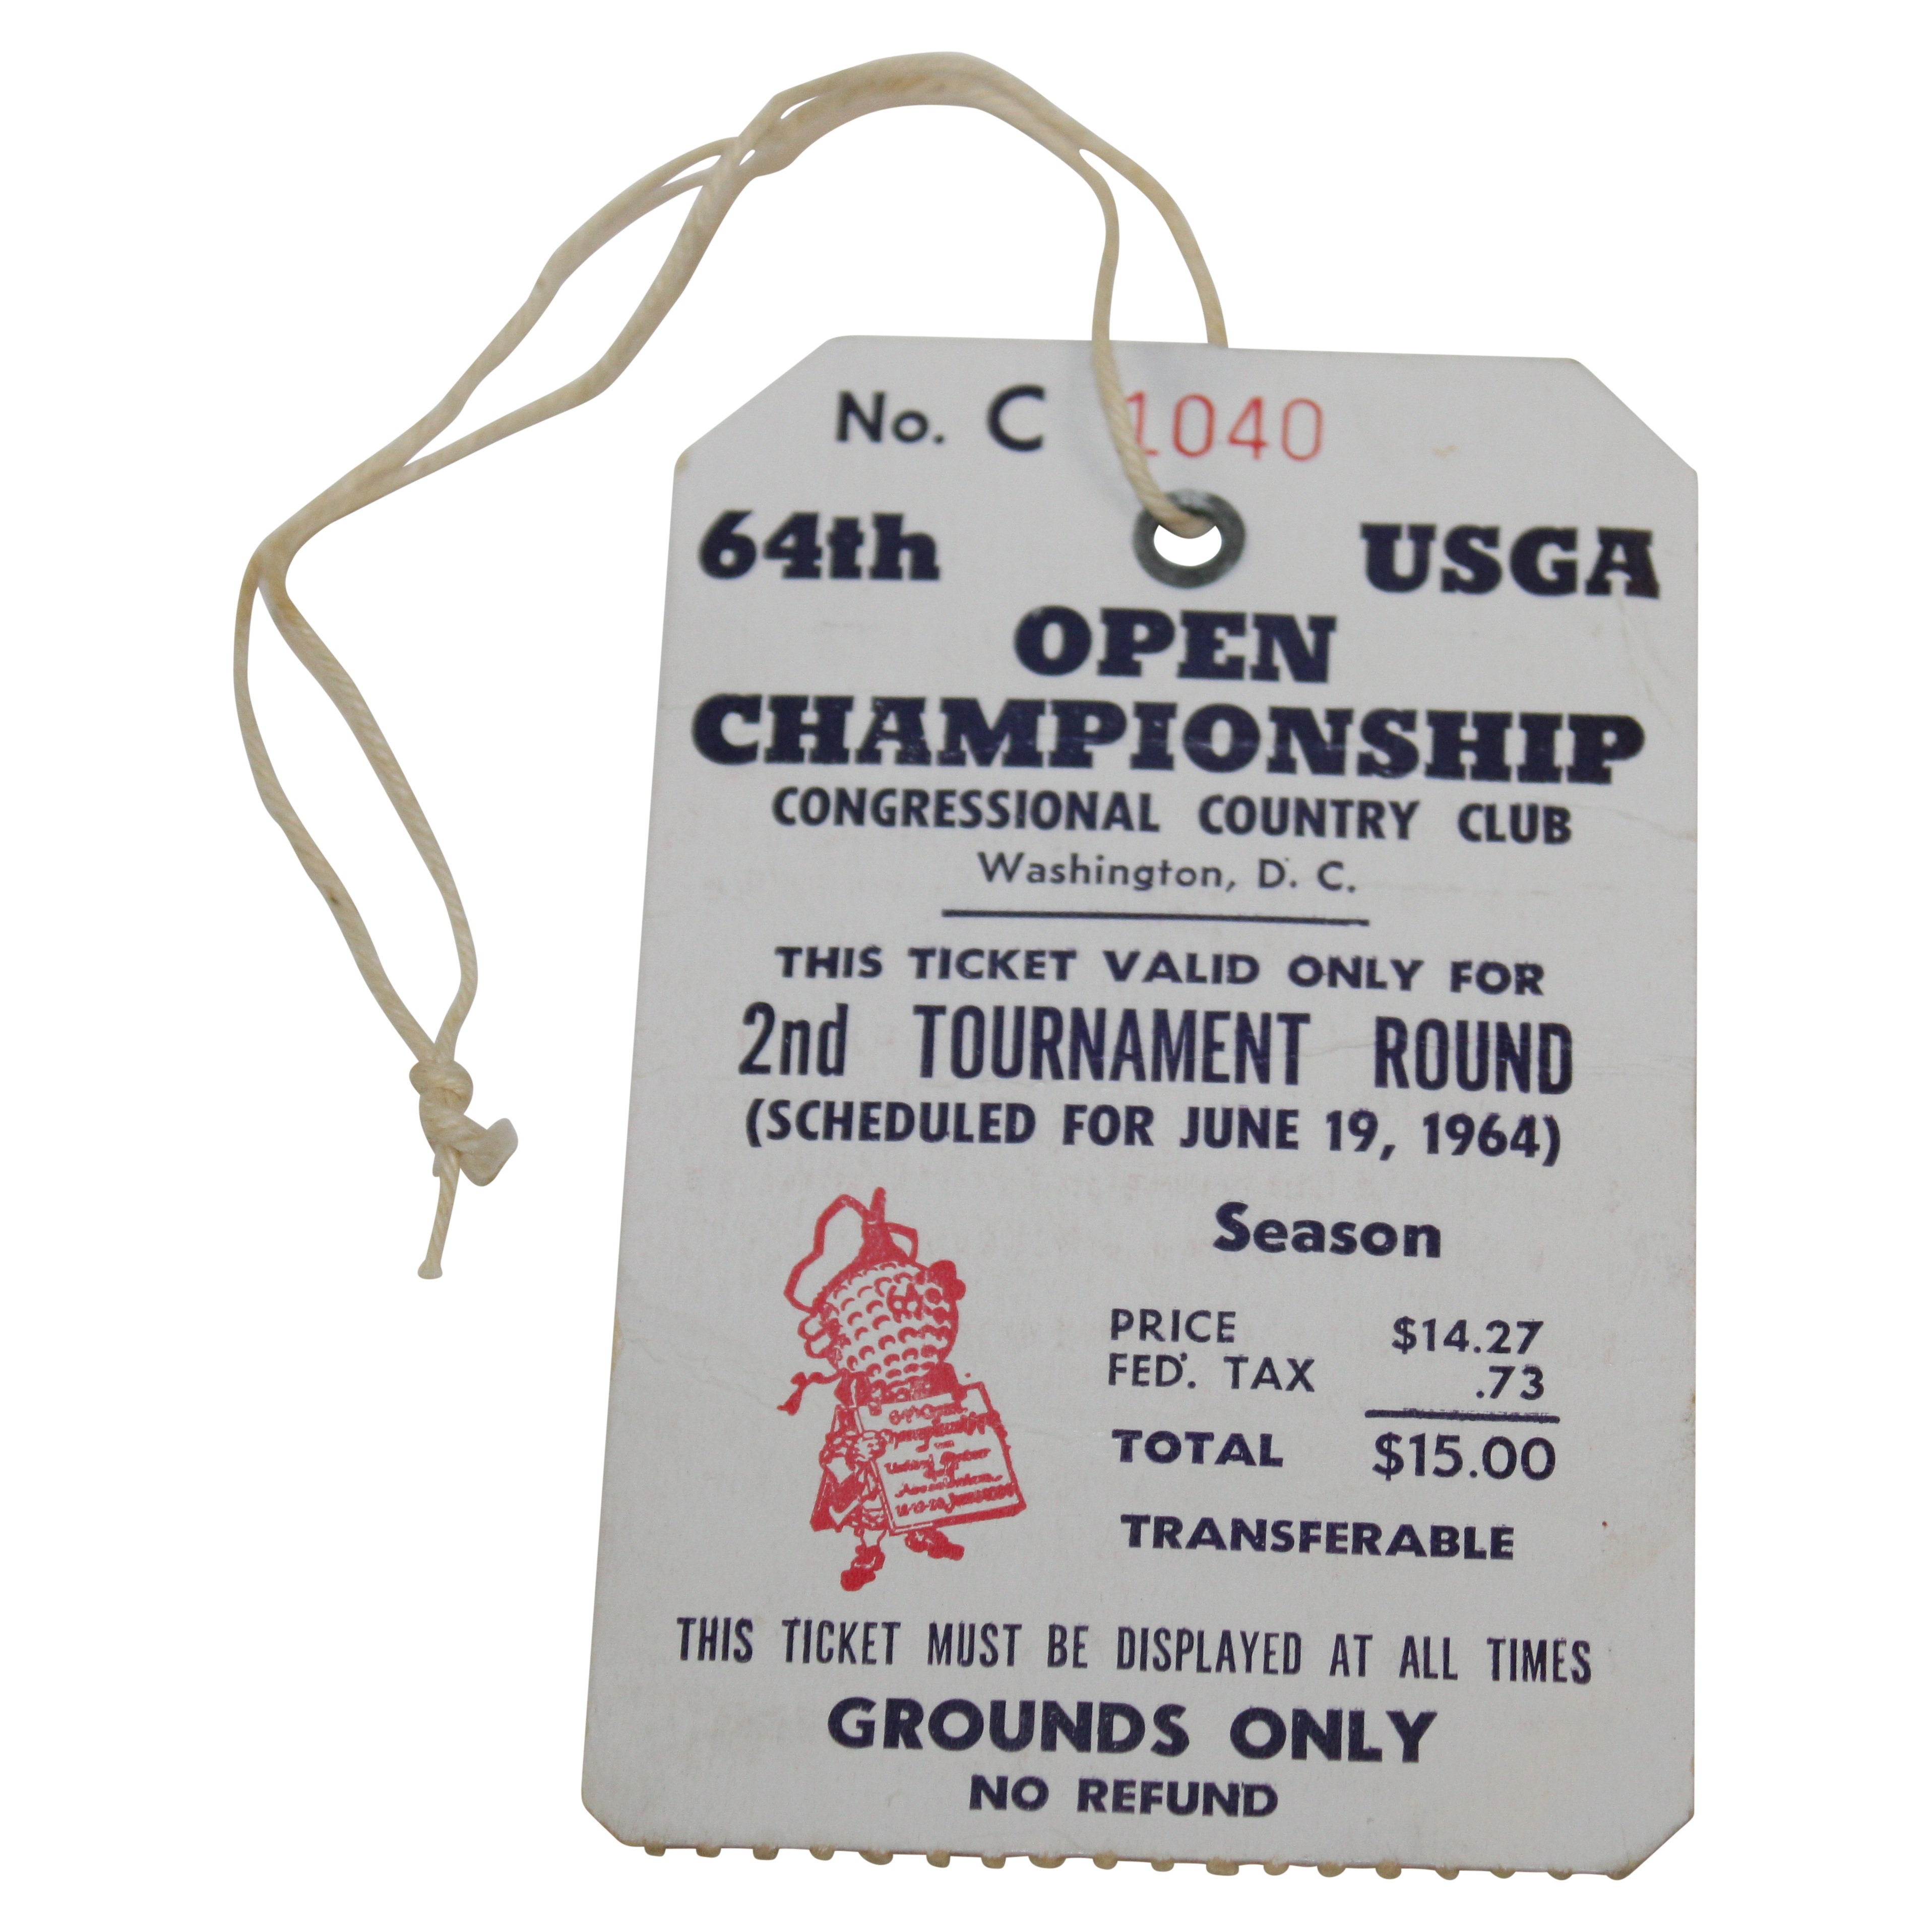 No. C 1040
64th USGA
OPEN
CHAMPIONSHIP
CONGRESSIONAL COUNTRY CLUB
Washington, D. C.
THIS TICKET VALID ONLY FOR
2nd TOURNAMENT ROUND
(SCHEDULED FOR JUNE 19, 1964)
Season
PRICE $14.27
FED. TAX .73
TOTAL $15.00
TRANSFERABLE
64
THIS TICKET MUST BE DISPLAYED AT ALL TIMES
GROUNDS ONLY
NO REFUND